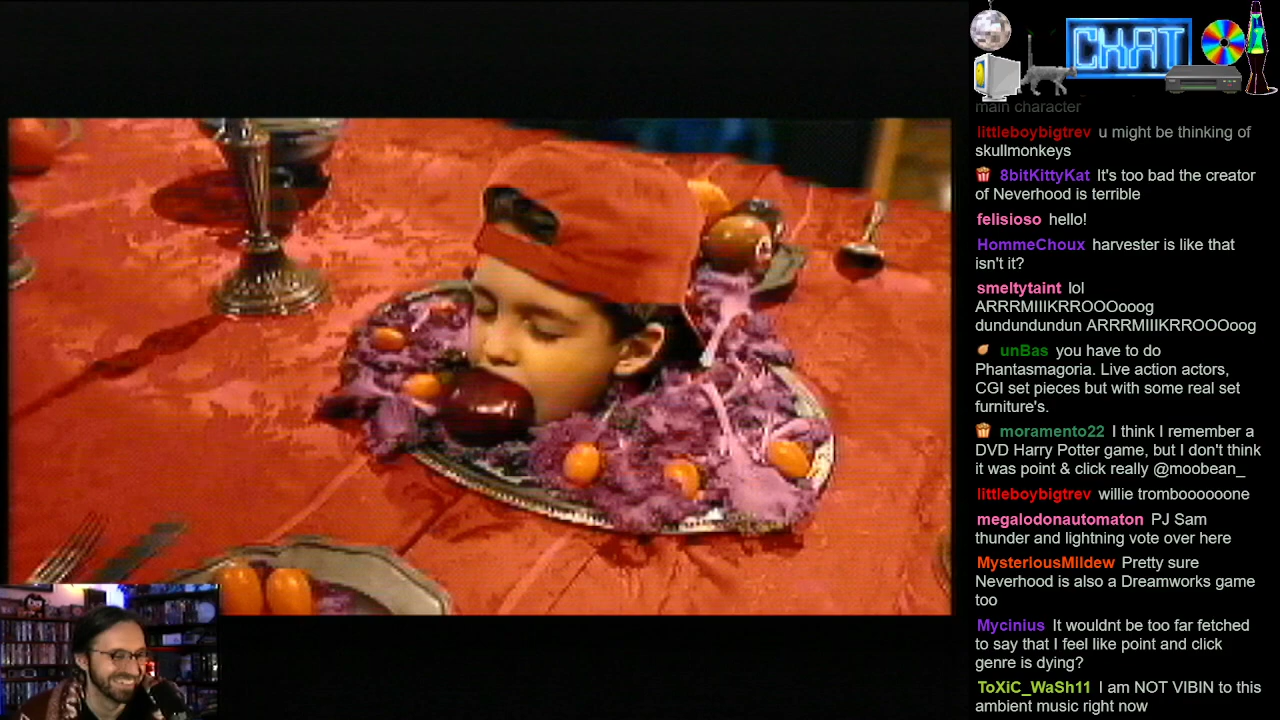 CHAT
main character
littleboybigtrev u might be thinking of
skullmonkeys
8bitKittyKat It's too bad the creator
of Neverhood is terrible
felisioso hello!
HommeChoux harvester is like that
isn't it?
smeltytaint lol
ARRRMIIIKRROOOooog
dundundundun ARRRMIIIKRROOOoog
unBas you have to do
Phantasmagoria. Live action actors,
CGI set pieces but with some real set
furniture's.
moramento22 I think I remember a
DVD Harry Potter game, but I don't think
it was point & click really @moobean_
littleboybigtrev willie tromboooooone
megalodonautomaton PJ Sam
thunder and lightning vote over here
MysteriousMIldew Pretty sure
Neverhood is also a Dreamworks game
too
Mycinius It wouldnt be too far fetched
to say that I feel like point and click
genre is dying?
ToXiC_WaSh11 I am NOT VIBIN to this
ambient music right now